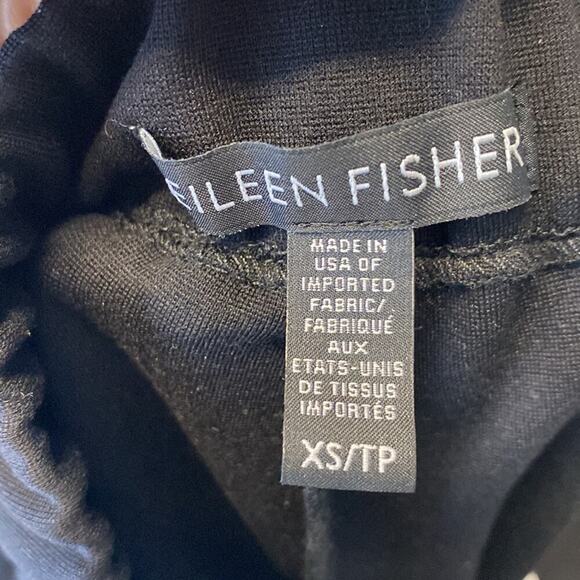 EILEEN FISHER
MADE IN
USA OF
IMPORTED
FABRIC/
FABRIQUÉ
AUX
ETATS-UNIS
DE TISSUS
IMPORTÉS
XS/TP